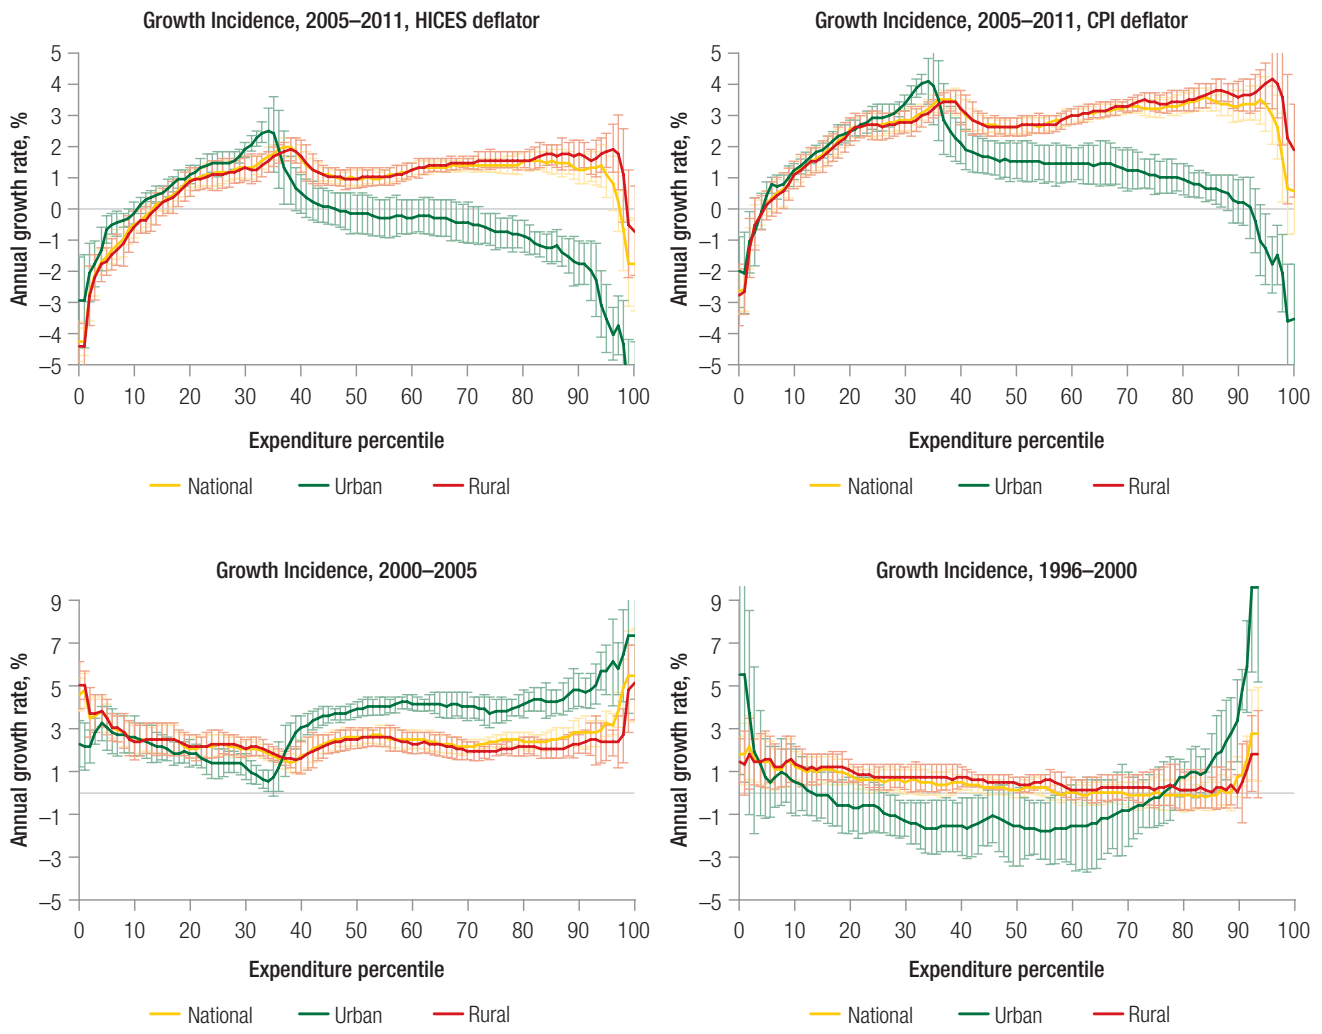 Growth Incidence, 2005–2011, HICES deflator
Annual growth rate, %
5
4
3
2
1
0
–1
–2
–3
–4
–5
0 10 20 30 40 50 60 70 80 90 100
Expenditure percentile
National Urban Rural
Growth Incidence, 2005–2011, CPI deflator
Annual growth rate, %
5
4
3
2
1
0
–1
–2
–3
–4
–5
0 10 20 30 40 50 60 70 80 90 100
Expenditure percentile
National Urban Rural
Growth Incidence, 2000–2005
Annual growth rate, %
9
7
5
3
1
–1
–3
–5
0 10 20 30 40 50 60 70 80 90 100
Expenditure percentile
National Urban Rural
Growth Incidence, 1996–2000
Annual growth rate, %
9
7
5
3
1
–1
–3
–5
0 10 20 30 40 50 60 70 80 90 100
Expenditure percentile
National Urban Rural